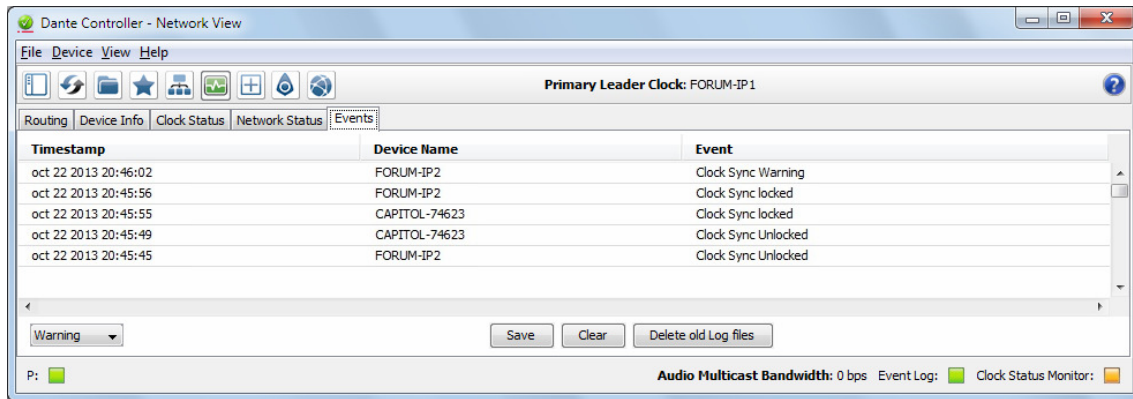 Dante Controller - Network View
File Device View Help
Primary Leader Clock: FORUM-IP1
Routing Device Info Clock Status Network Status Events
Timestamp Device Name Event
oct 22 2013 20:46:02 FORUM-IP2 Clock Sync Warning
oct 22 2013 20:45:56 FORUM-IP2 Clock Sync locked
oct 22 2013 20:45:55 CAPITOL-74623 Clock Sync locked
oct 22 2013 20:45:49 CAPITOL-74623 Clock Sync Unlocked
oct 22 2013 20:45:45 FORUM-IP2 Clock Sync Unlocked
Warning Save Clear Delete old Log files
P: Audio Multicast Bandwidth: 0 bps Event Log: Clock Status Monitor: